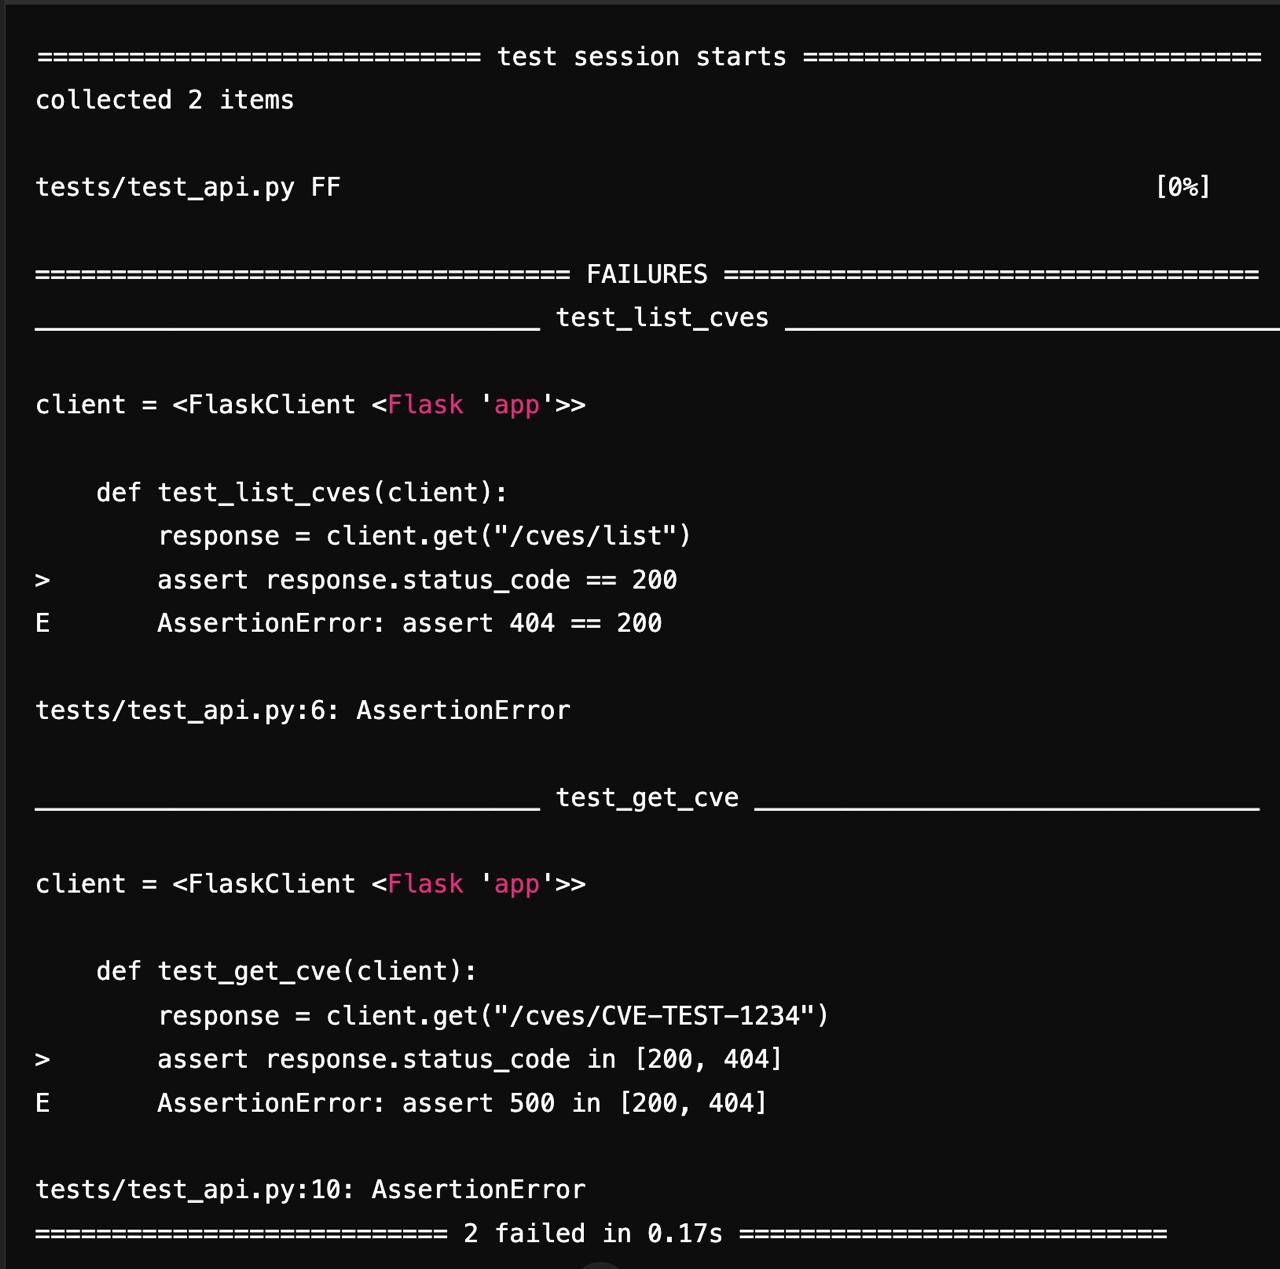 ============================= test session starts ==============================
collected 2 items
tests/test_api.py FF [0%]
=================================== FAILURES ===================================
_________________________________ test_list_cves _________________________________
client = <FlaskClient <Flask 'app'>>
    def test_list_cves(client):
        response = client.get("/cves/list")
>       assert response.status_code == 200
E       AssertionError: assert 404 == 200
tests/test_api.py:6: AssertionError
_________________________________ test_get_cve _________________________________
client = <FlaskClient <Flask 'app'>>
    def test_get_cve(client):
        response = client.get("/cves/CVE-TEST-1234")
>       assert response.status_code in [200, 404]
E       AssertionError: assert 500 in [200, 404]
tests/test_api.py:10: AssertionError
=========================== 2 failed in 0.17s ============================